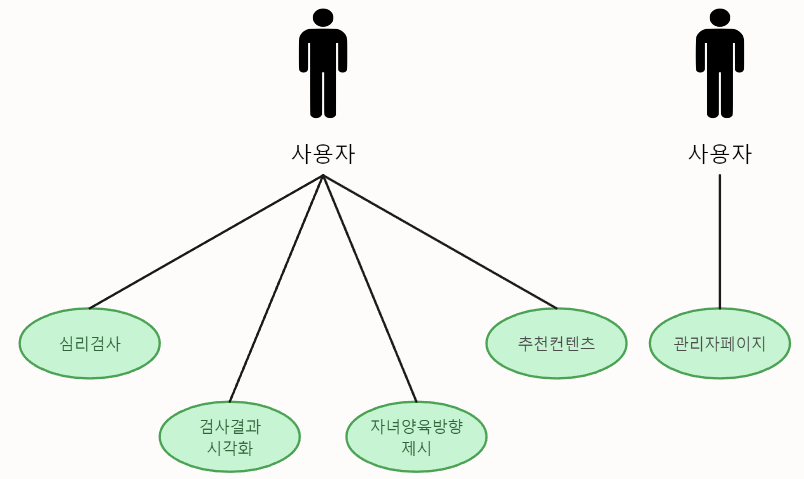 사용자
사용자
심리검사
추천컨텐츠
관리자페이지
검사결과
시각화
자녀양육방향
제시